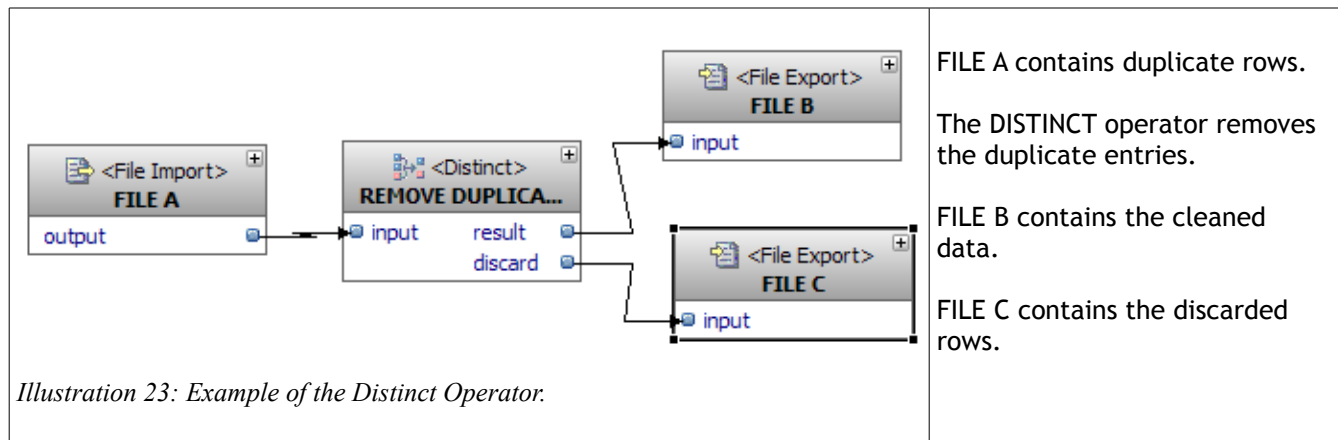 <File Import>
FILE A
output
<Distinct>
REMOVE DUPLICA...
input result
discard
<File Export>
FILE B
input
<File Export>
FILE C
input
Illustration 23: Example of the Distinct Operator.
FILE A contains duplicate rows.
The DISTINCT operator removes
the duplicate entries.
FILE B contains the cleaned
data.
FILE C contains the discarded
rows.